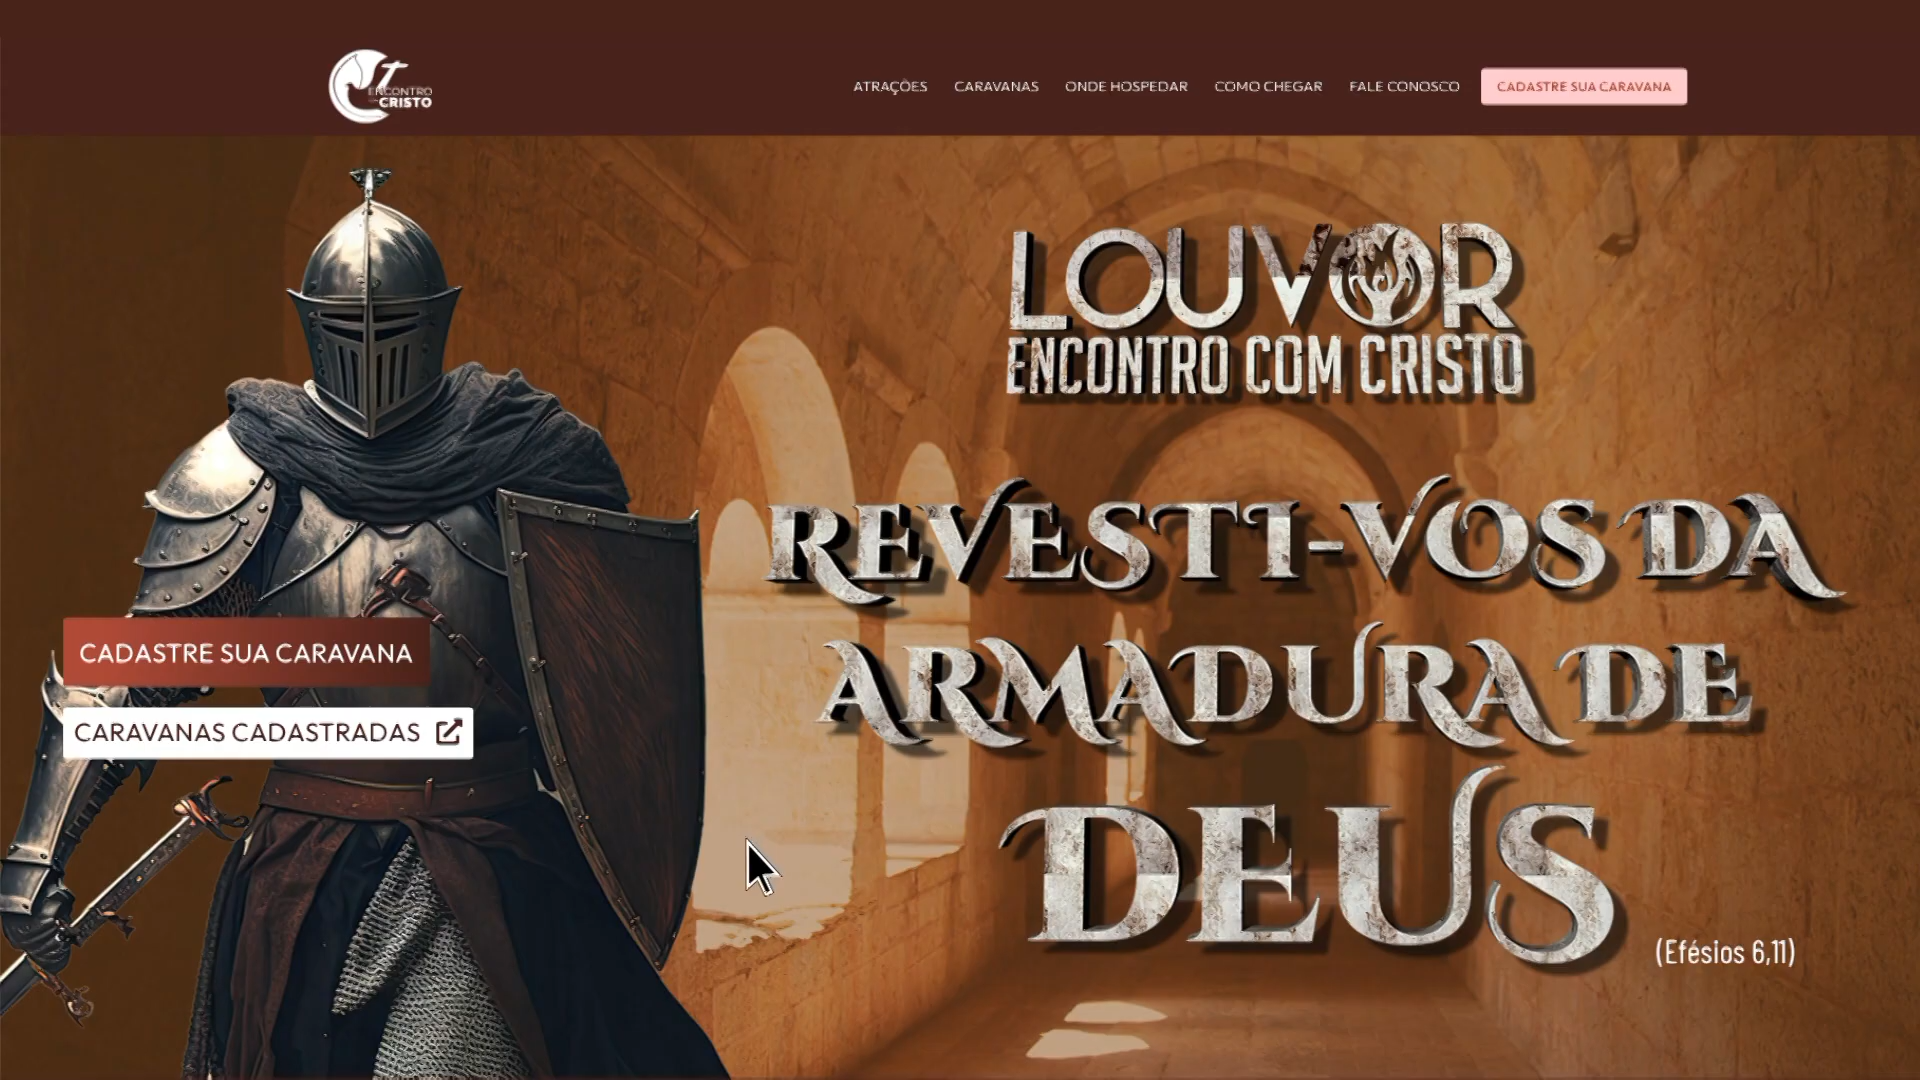 ENCONTRO
CRISTO
ATRAÇÕES
CARAVANAS
ONDE HOSPEDAR
COMO CHEGAR
FALE CONOSCO
CADASTRE SUA CARAVANA
LOUVOR
ENCONTRO COM CRISTO
REVESTI-VOS DA
ARMADURA DE
DEUS
(Efésios 6,11)
CADASTRE SUA CARAVANA
CARAVANAS CADASTRADAS